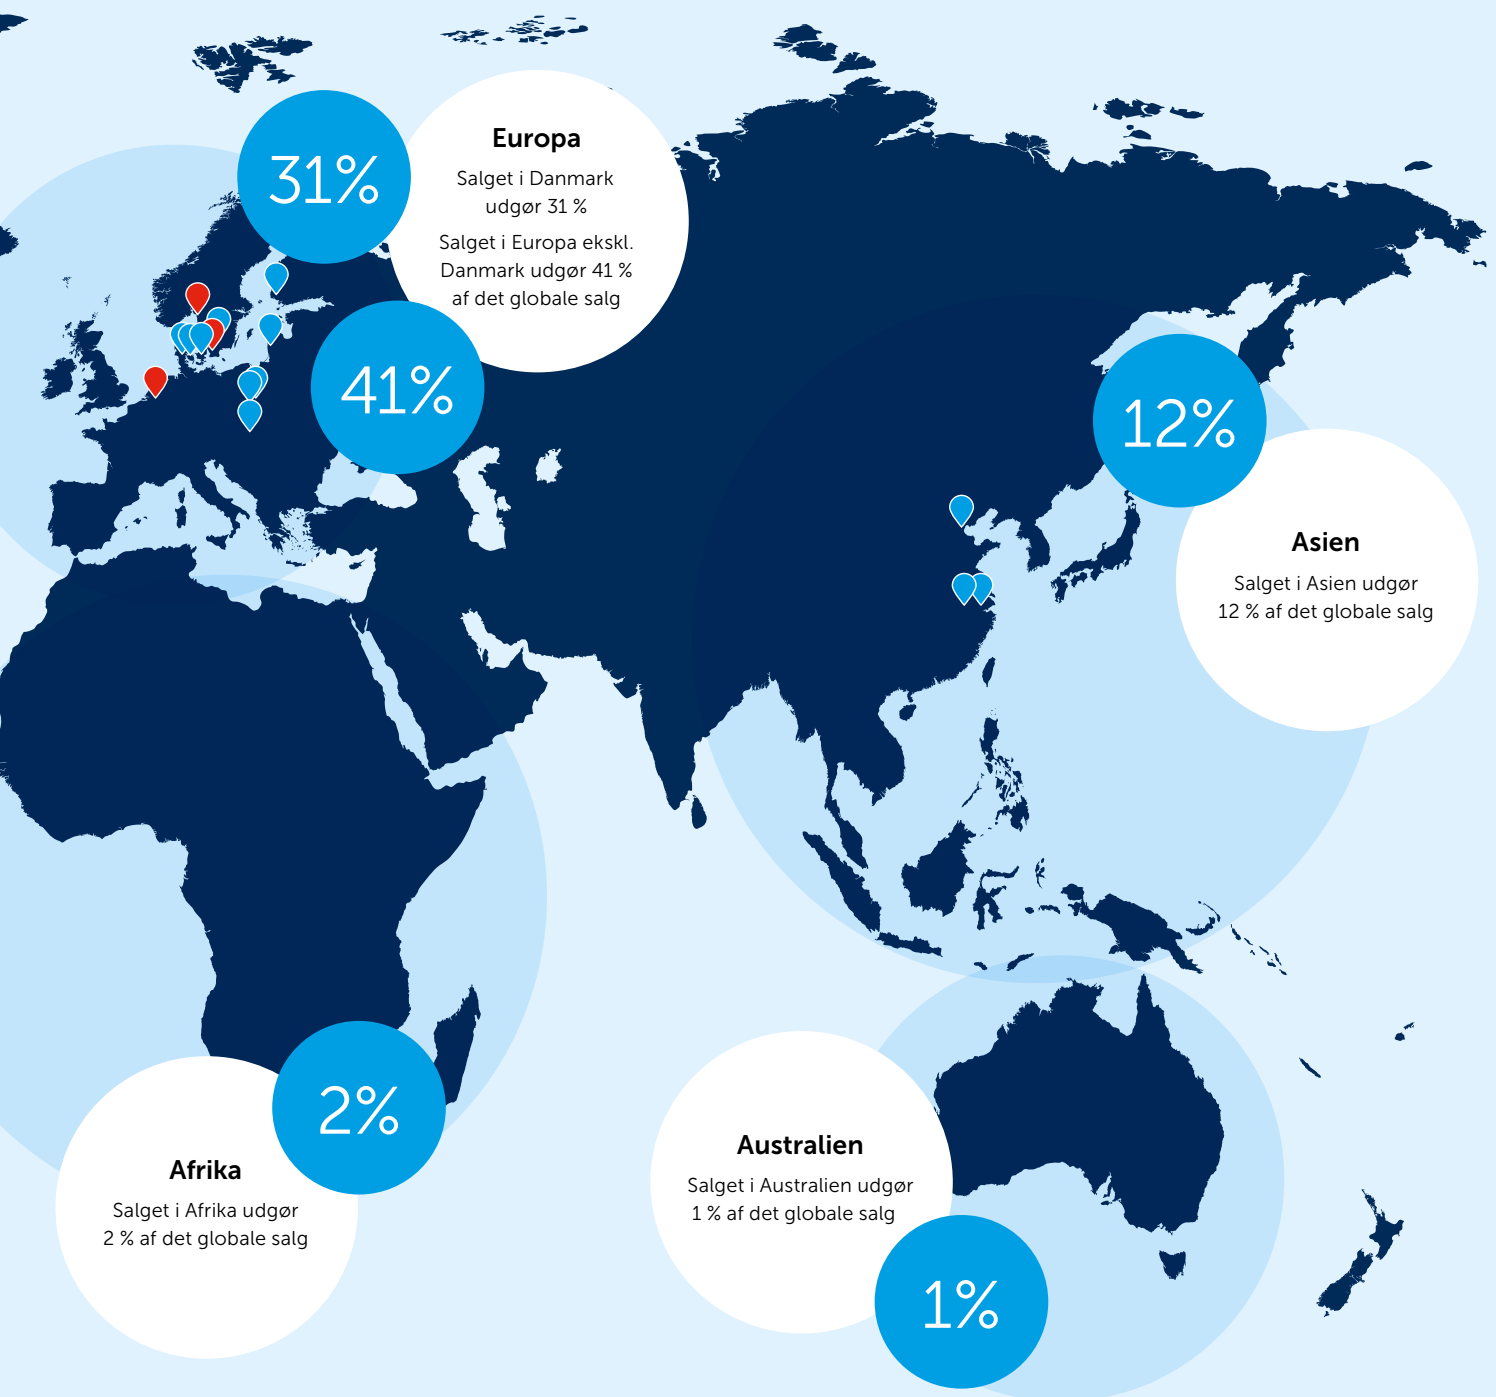 31%
Europa
Salget i Danmark
udgør 31 %
Salget i Europa ekskl.
Danmark udgør 41 %
af det globale salg
41%
12%
Asien
Salget i Asien udgør
12 % af det globale salg
2%
Afrika
Salget i Afrika udgør
2 % af det globale salg
Australien
Salget i Australien udgør
1 % af det globale salg
1%